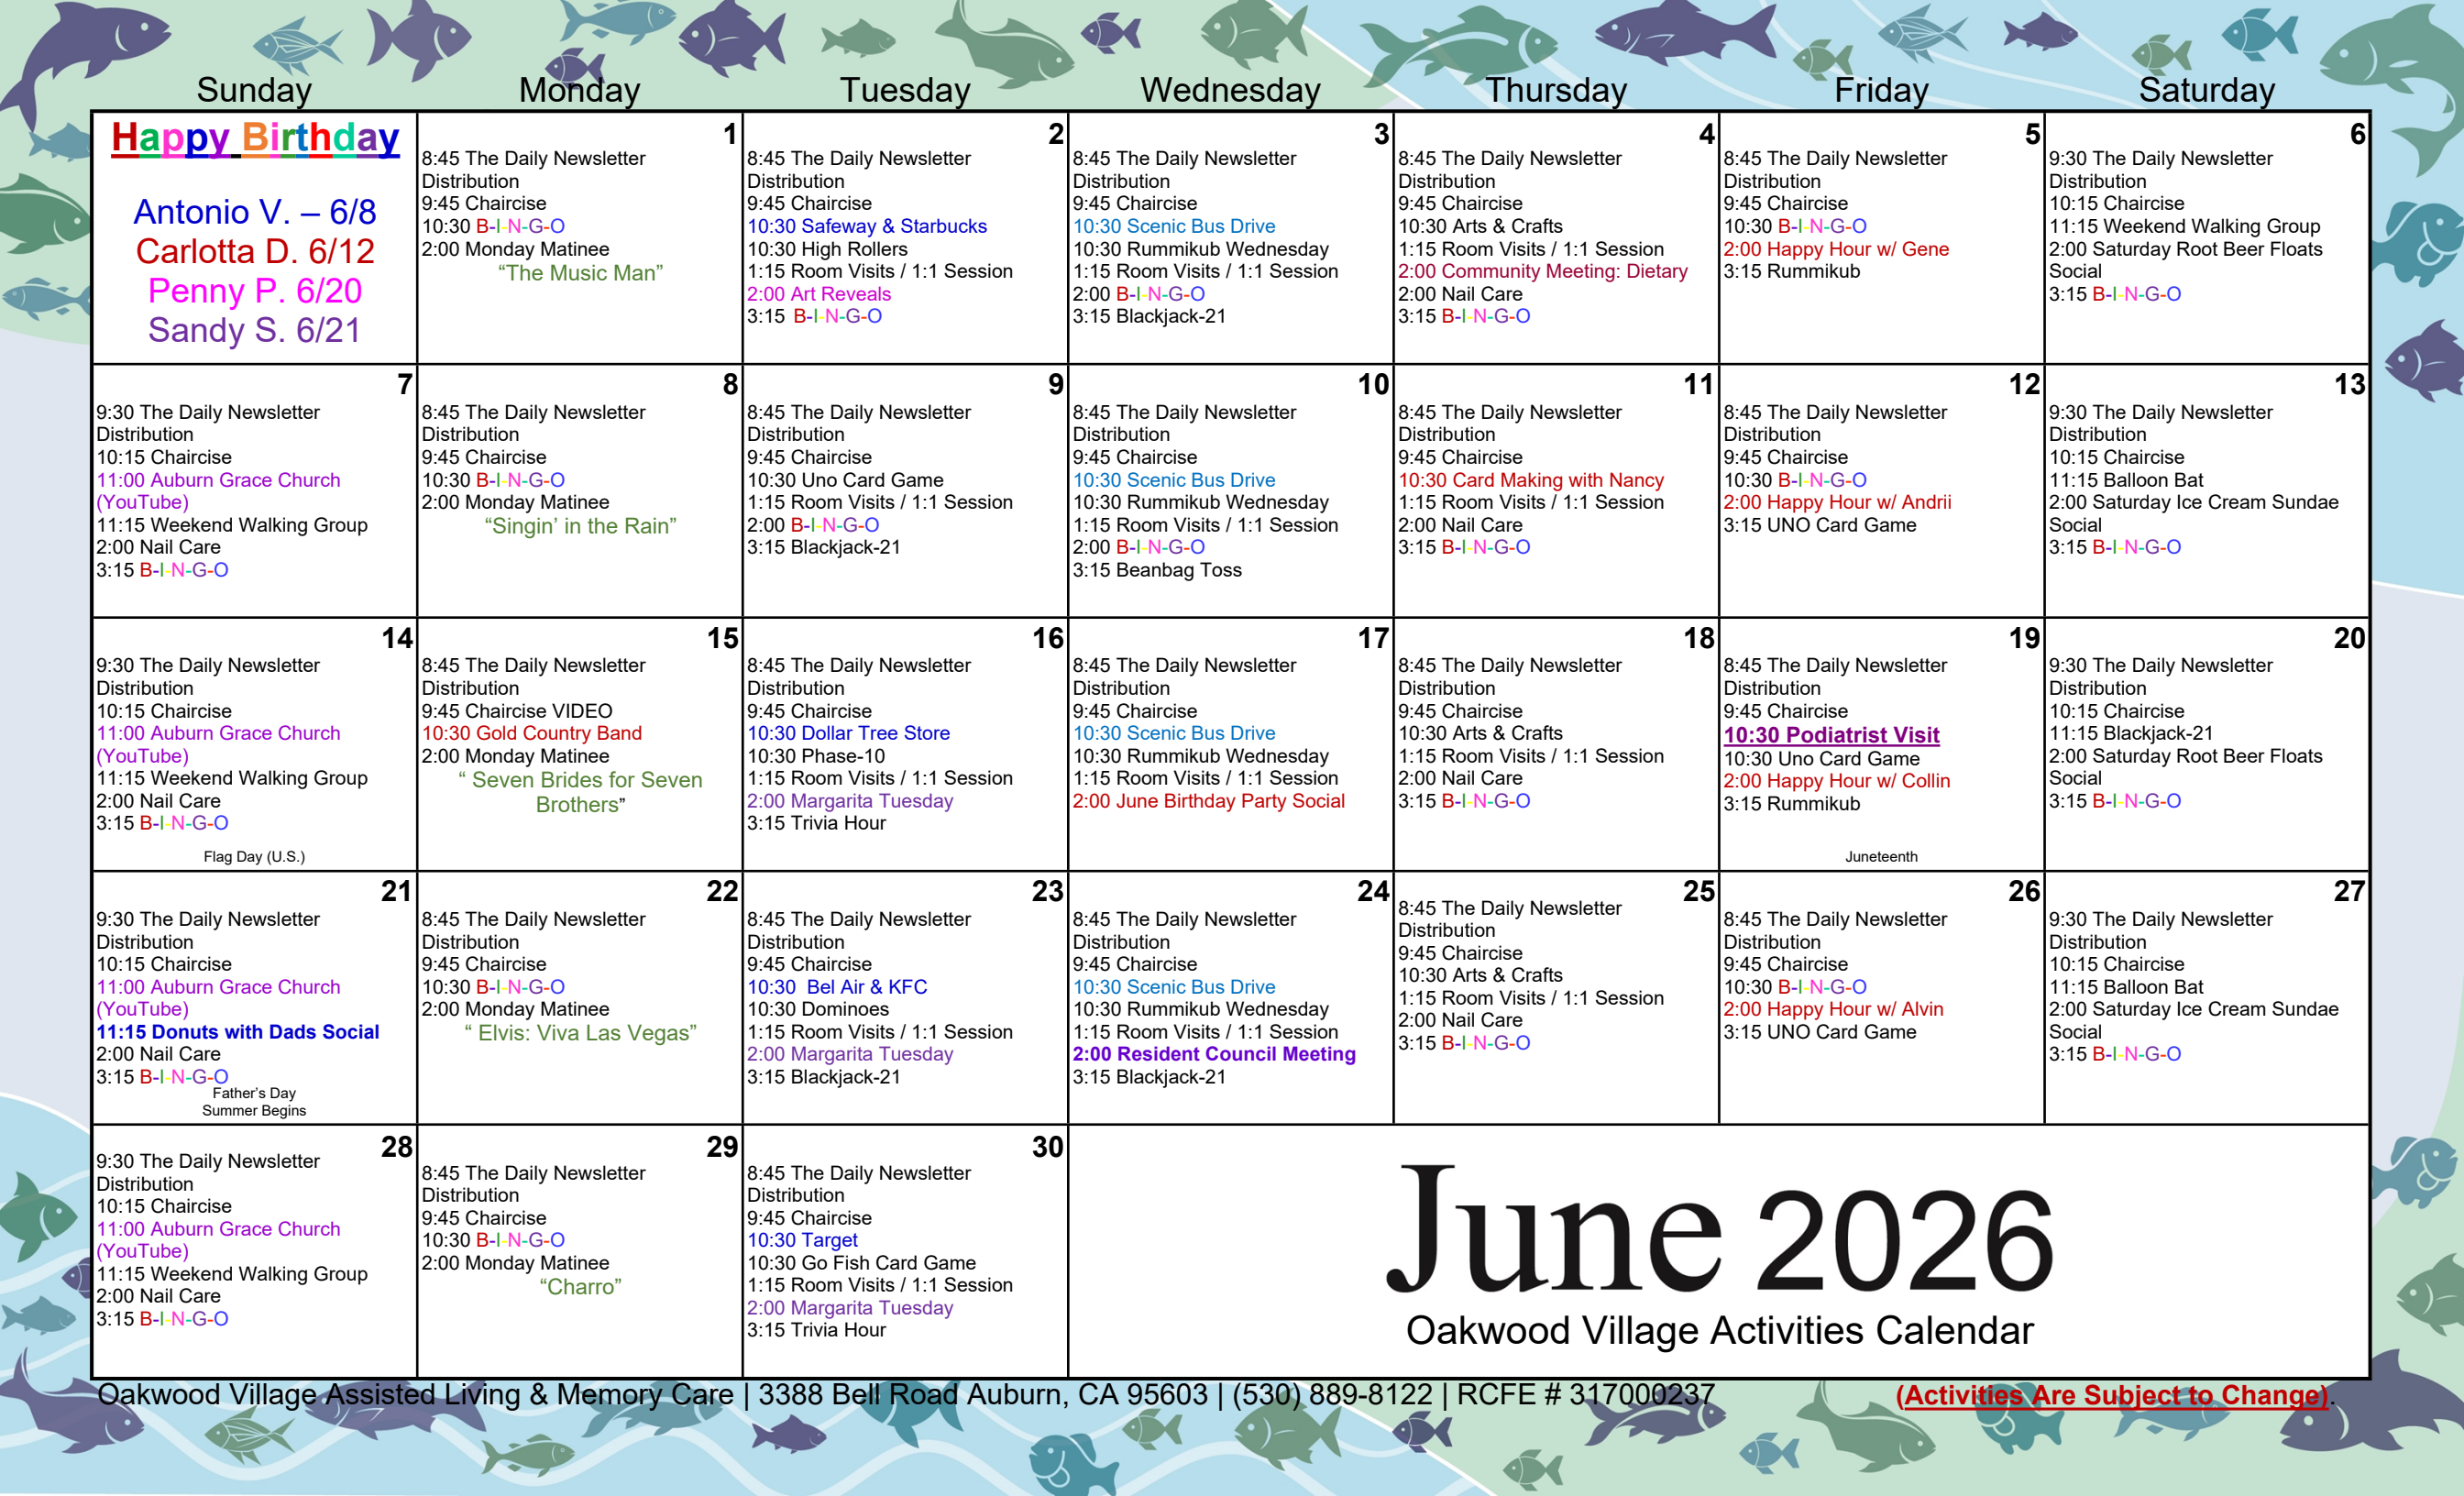 Sunday
Monday
Tuesday
Wednesday
Thursday
Friday
Saturday
Happy Birthday
Antonio V. – 6/8
Carlotta D. 6/12
Penny P. 6/20
Sandy S. 6/21
1
8:45 The Daily Newsletter
Distribution
9:45 Chaircise
10:30 B-I-N-G-O
2:00 Monday Matinee
“The Music Man”
2
8:45 The Daily Newsletter
Distribution
9:45 Chaircise
10:30 Safeway & Starbucks
10:30 High Rollers
1:15 Room Visits / 1:1 Session
2:00 Art Reveals
3:15 B-I-N-G-O
3
8:45 The Daily Newsletter
Distribution
9:45 Chaircise
10:30 Scenic Bus Drive
10:30 Rummikub Wednesday
1:15 Room Visits / 1:1 Session
2:00 B-I-N-G-O
3:15 Blackjack-21
4
8:45 The Daily Newsletter
Distribution
9:45 Chaircise
10:30 Arts & Crafts
1:15 Room Visits / 1:1 Session
2:00 Community Meeting: Dietary
2:00 Nail Care
3:15 B-I-N-G-O
5
8:45 The Daily Newsletter
Distribution
9:45 Chaircise
10:30 B-I-N-G-O
2:00 Happy Hour w/ Gene
3:15 Rummikub
6
9:30 The Daily Newsletter
Distribution
10:15 Chaircise
11:15 Weekend Walking Group
2:00 Saturday Root Beer Floats
Social
3:15 B-I-N-G-O
7
9:30 The Daily Newsletter
Distribution
10:15 Chaircise
11:00 Auburn Grace Church
(YouTube)
11:15 Weekend Walking Group
2:00 Nail Care
3:15 B-I-N-G-O
8
8:45 The Daily Newsletter
Distribution
9:45 Chaircise
10:30 B-I-N-G-O
2:00 Monday Matinee
“Singin’ in the Rain”
9
8:45 The Daily Newsletter
Distribution
9:45 Chaircise
10:30 Uno Card Game
1:15 Room Visits / 1:1 Session
2:00 B-I-N-G-O
3:15 Blackjack-21
10
8:45 The Daily Newsletter
Distribution
9:45 Chaircise
10:30 Scenic Bus Drive
10:30 Rummikub Wednesday
1:15 Room Visits / 1:1 Session
2:00 B-I-N-G-O
3:15 Beanbag Toss
11
8:45 The Daily Newsletter
Distribution
9:45 Chaircise
10:30 Card Making with Nancy
1:15 Room Visits / 1:1 Session
2:00 Nail Care
3:15 B-I-N-G-O
12
8:45 The Daily Newsletter
Distribution
9:45 Chaircise
10:30 B-I-N-G-O
2:00 Happy Hour w/ Andrii
3:15 UNO Card Game
13
9:30 The Daily Newsletter
Distribution
10:15 Chaircise
11:15 Balloon Bat
2:00 Saturday Ice Cream Sundae
Social
3:15 B-I-N-G-O
14
9:30 The Daily Newsletter
Distribution
10:15 Chaircise
11:00 Auburn Grace Church
(YouTube)
11:15 Weekend Walking Group
2:00 Nail Care
3:15 B-I-N-G-O
Flag Day (U.S.)
15
8:45 The Daily Newsletter
Distribution
9:45 Chaircise VIDEO
10:30 Gold Country Band
2:00 Monday Matinee
“ Seven Brides for Seven
Brothers”
16
8:45 The Daily Newsletter
Distribution
9:45 Chaircise
10:30 Dollar Tree Store
10:30 Phase-10
1:15 Room Visits / 1:1 Session
2:00 Margarita Tuesday
3:15 Trivia Hour
17
8:45 The Daily Newsletter
Distribution
9:45 Chaircise
10:30 Scenic Bus Drive
10:30 Rummikub Wednesday
1:15 Room Visits / 1:1 Session
2:00 June Birthday Party Social
18
8:45 The Daily Newsletter
Distribution
9:45 Chaircise
10:30 Arts & Crafts
1:15 Room Visits / 1:1 Session
2:00 Nail Care
3:15 B-I-N-G-O
19
8:45 The Daily Newsletter
Distribution
9:45 Chaircise
10:30 Podiatrist Visit
10:30 Uno Card Game
2:00 Happy Hour w/ Collin
3:15 Rummikub
Juneteenth
20
9:30 The Daily Newsletter
Distribution
10:15 Chaircise
11:15 Blackjack-21
2:00 Saturday Root Beer Floats
Social
3:15 B-I-N-G-O
21
9:30 The Daily Newsletter
Distribution
10:15 Chaircise
11:00 Auburn Grace Church
(YouTube)
11:15 Donuts with Dads Social
2:00 Nail Care
3:15 B-I-N-G-O
Father’s Day
Summer Begins
22
8:45 The Daily Newsletter
Distribution
9:45 Chaircise
10:30 B-I-N-G-O
2:00 Monday Matinee
“ Elvis: Viva Las Vegas”
23
8:45 The Daily Newsletter
Distribution
9:45 Chaircise
10:30 Bel Air & KFC
10:30 Dominoes
1:15 Room Visits / 1:1 Session
2:00 Margarita Tuesday
3:15 Blackjack-21
24
8:45 The Daily Newsletter
Distribution
9:45 Chaircise
10:30 Scenic Bus Drive
10:30 Rummikub Wednesday
1:15 Room Visits / 1:1 Session
2:00 Resident Council Meeting
3:15 Blackjack-21
25
8:45 The Daily Newsletter
Distribution
9:45 Chaircise
10:30 Arts & Crafts
1:15 Room Visits / 1:1 Session
2:00 Nail Care
3:15 B-I-N-G-O
26
8:45 The Daily Newsletter
Distribution
9:45 Chaircise
10:30 B-I-N-G-O
2:00 Happy Hour w/ Alvin
3:15 UNO Card Game
27
9:30 The Daily Newsletter
Distribution
10:15 Chaircise
11:15 Balloon Bat
2:00 Saturday Ice Cream Sundae
Social
3:15 B-I-N-G-O
28
9:30 The Daily Newsletter
Distribution
10:15 Chaircise
11:00 Auburn Grace Church
(YouTube)
11:15 Weekend Walking Group
2:00 Nail Care
3:15 B-I-N-G-O
29
8:45 The Daily Newsletter
Distribution
9:45 Chaircise
10:30 B-I-N-G-O
2:00 Monday Matinee
“Charro”
30
8:45 The Daily Newsletter
Distribution
9:45 Chaircise
10:30 Target
10:30 Go Fish Card Game
1:15 Room Visits / 1:1 Session
2:00 Margarita Tuesday
3:15 Trivia Hour
June 2026
Oakwood Village Activities Calendar
Oakwood Village Assisted Living & Memory Care | 3388 Bell Road Auburn, CA 95603 | (530) 889-8122 | RCFE # 317000237
(Activities Are Subject to Change).